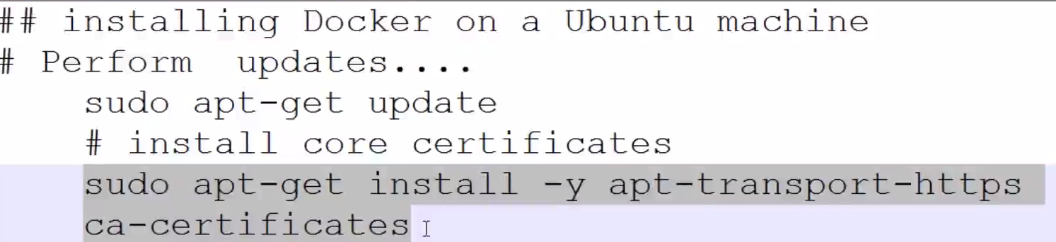 ## installing Docker on a Ubuntu machine
# Perform  updates....
sudo apt-get update
# install core certificates
sudo apt-get install -y apt-transport-https
ca-certificates